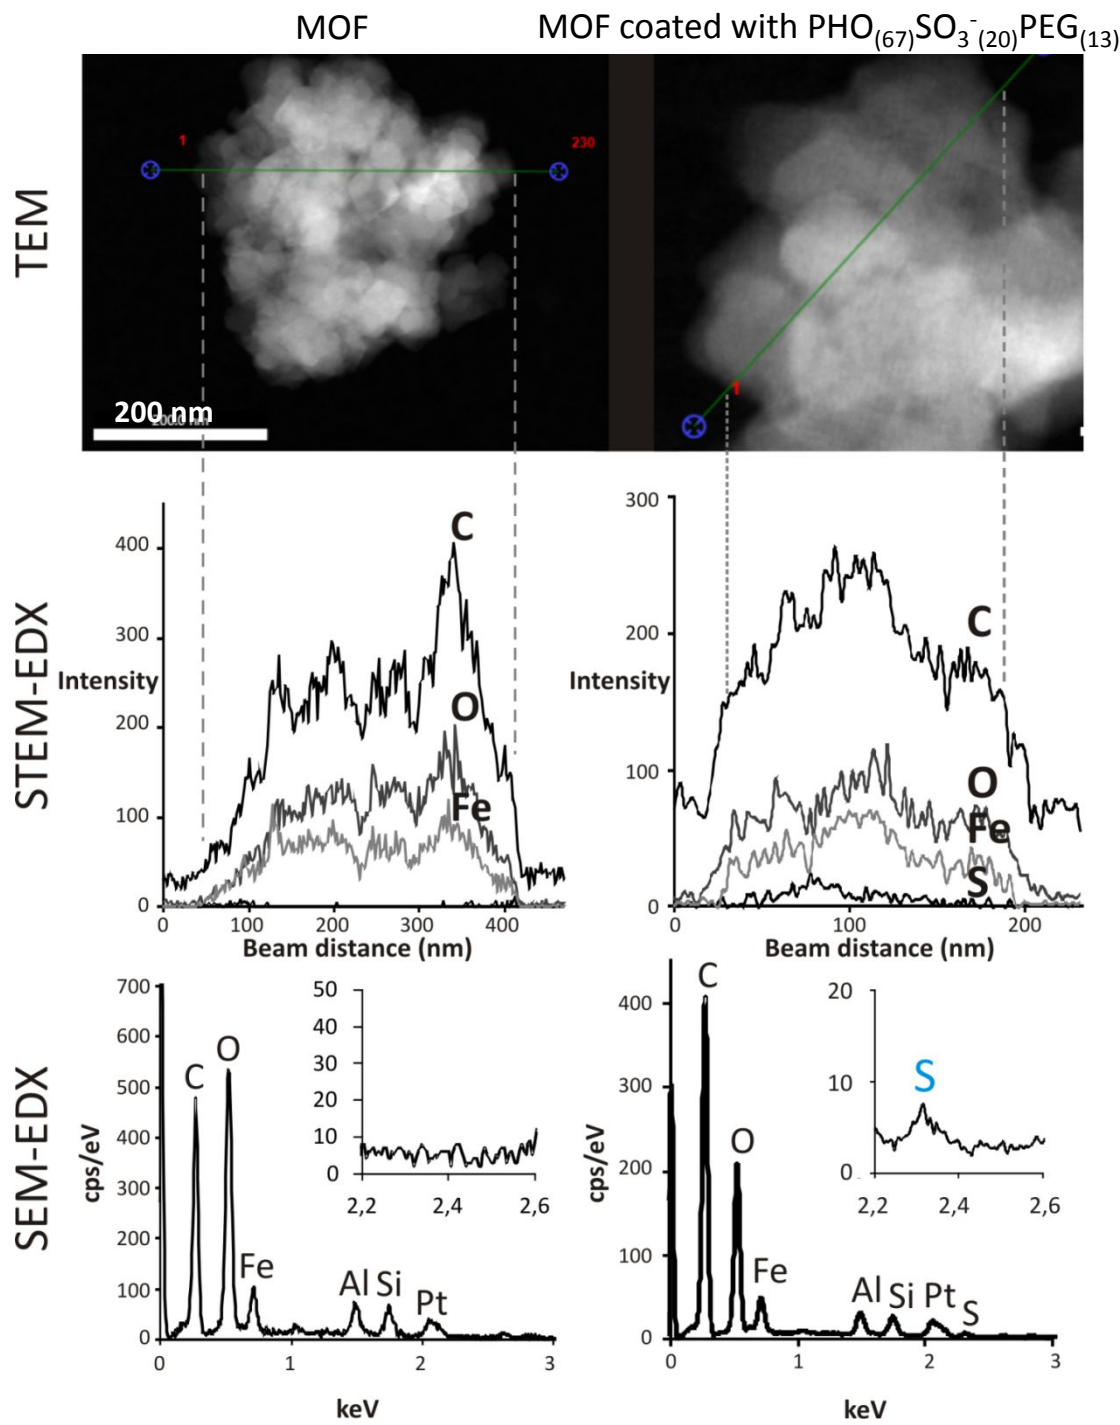 MOF
MOF coated with PHO(67)SO3-(20)PEG(13)
TEM
1
230
200 nm
200.0 nm
1
STEM-EDX
400
300
Intensity
200
100
0
C
O
Fe
0 100 200 300 400
Beam distance (nm)
300
200
Intensity
100
0
C
O
Fe
S
0 100 200
Beam distance (nm)
SEM-EDX
700
600
500
400
300
200
100
0
cps/eV
C
O
Fe
Al
Si
Pt
50
40
30
20
10
0
2,2 2,4 2,6
0 1 2 3
keV
400
300
200
100
0
cps/eV
C
O
Fe
Al
Si
Pt
S
20
10
0
S
2,2 2,4 2,6
0 1 2 3
keV